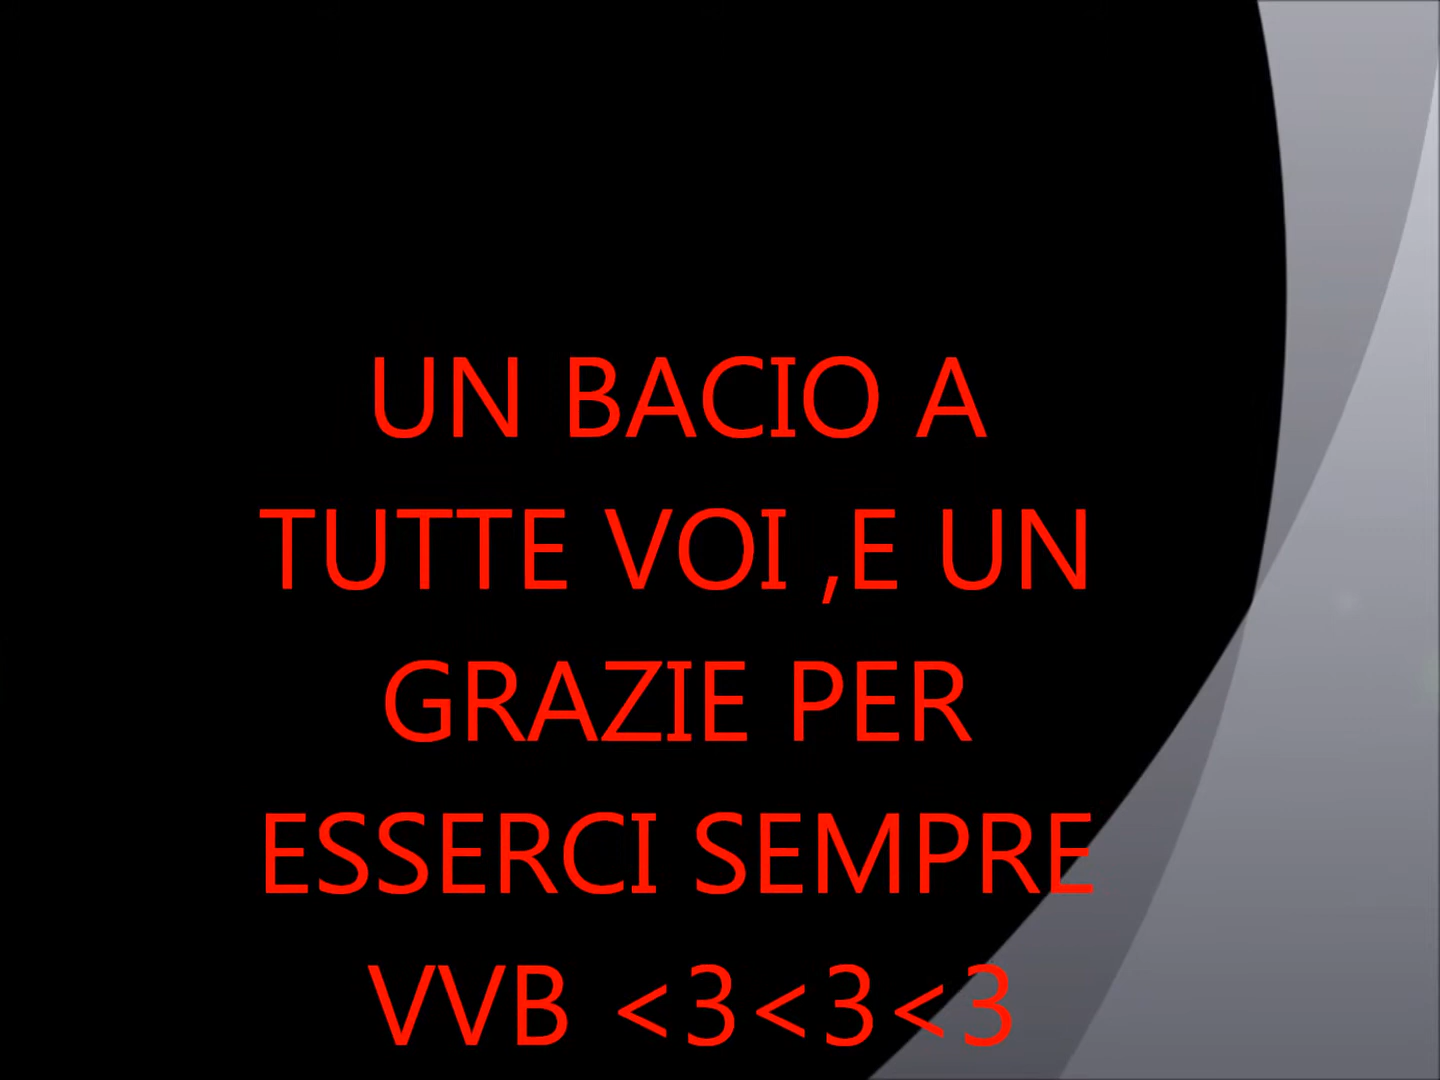 UN BACIO A
TUTTE VOI ,E UN
GRAZIE PER
ESSERCI SEMPRE
VVB <3<3<3